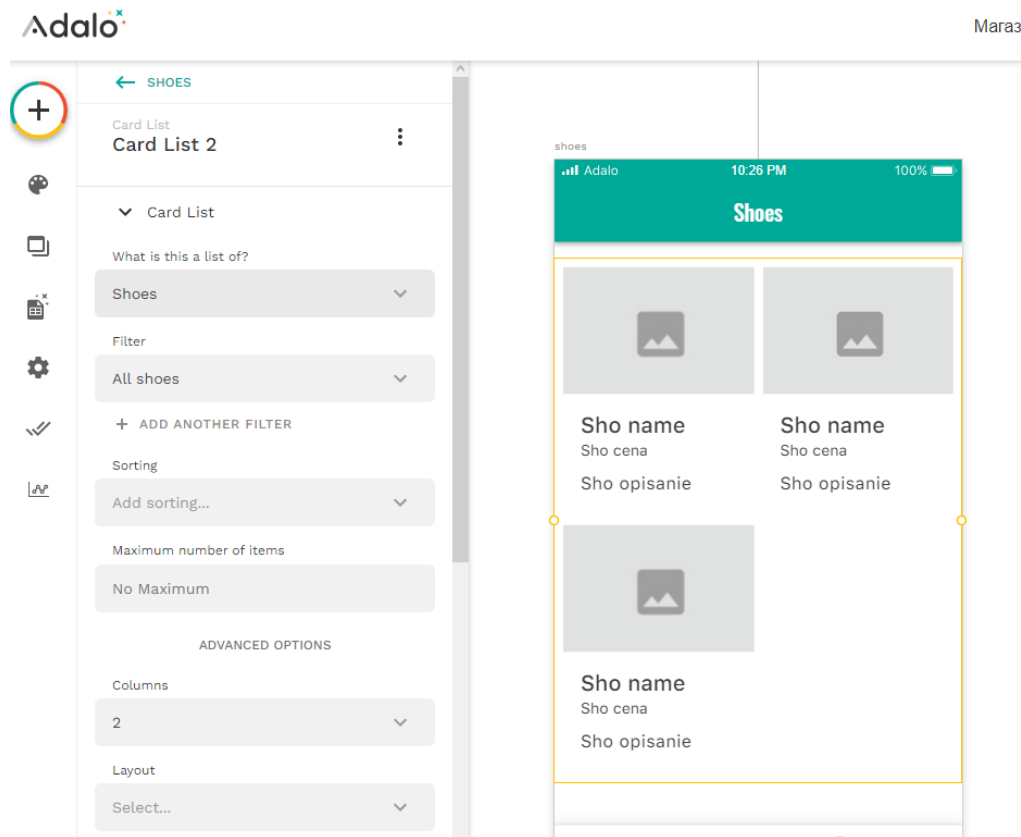 Adalo
Магаз
SHOES
Card List
Card List 2
Card List
What is this a list of?
Shoes
Filter
All shoes
+ ADD ANOTHER FILTER
Sorting
Add sorting...
Maximum number of items
No Maximum
ADVANCED OPTIONS
Columns
2
Layout
Select...
shoes
Adalo 10:26 PM 100%
Shoes
Sho name Sho name
Sho cena Sho cena
Sho opisanie Sho opisanie
Sho name
Sho cena
Sho opisanie